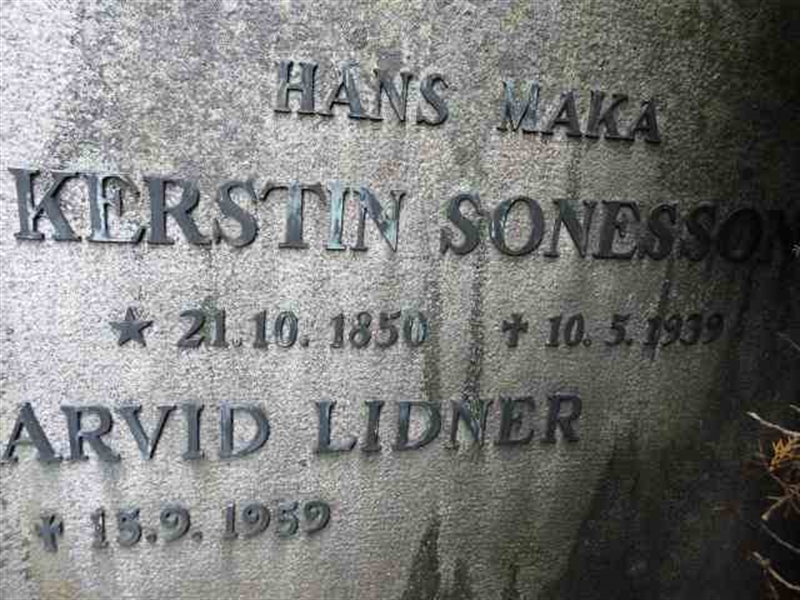 HANS MAKA
KERSTIN SONESSON
★ 21.10.1850 ✝ 10.5.1939
ARVID LIDNER
✝ 15.9.1959